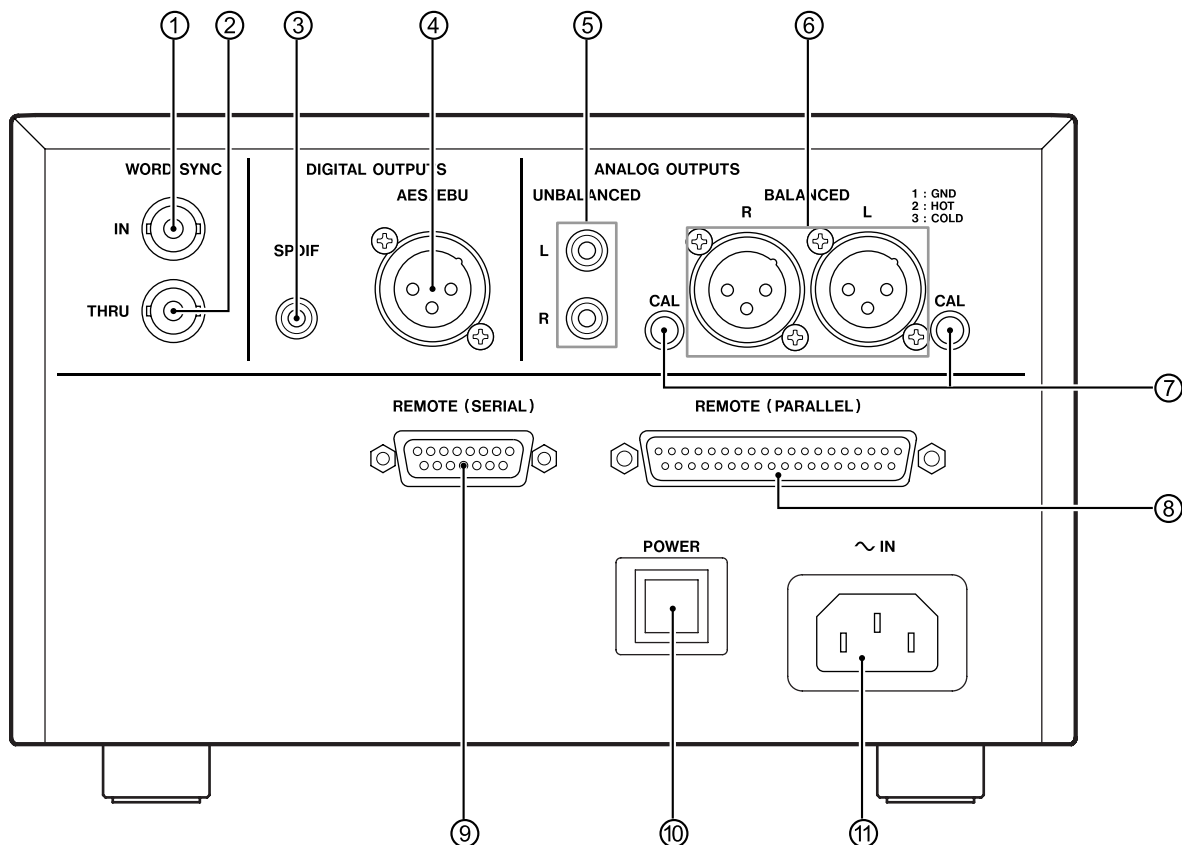 ① ② ③ ④ ⑤ ⑥
WORD SYNC
DIGITAL OUTPUTS
ANALOG OUTPUTS
AES/EBU
UNBALANCED
BALANCED
1 : GND
2 : HOT
3 : COLD
R L
IN
SPDIF
L
THRU
R
CAL
CAL
⑦
REMOTE (SERIAL)
REMOTE (PARALLEL)
⑧
POWER
∼ IN
⑨ ⑩ ⑪